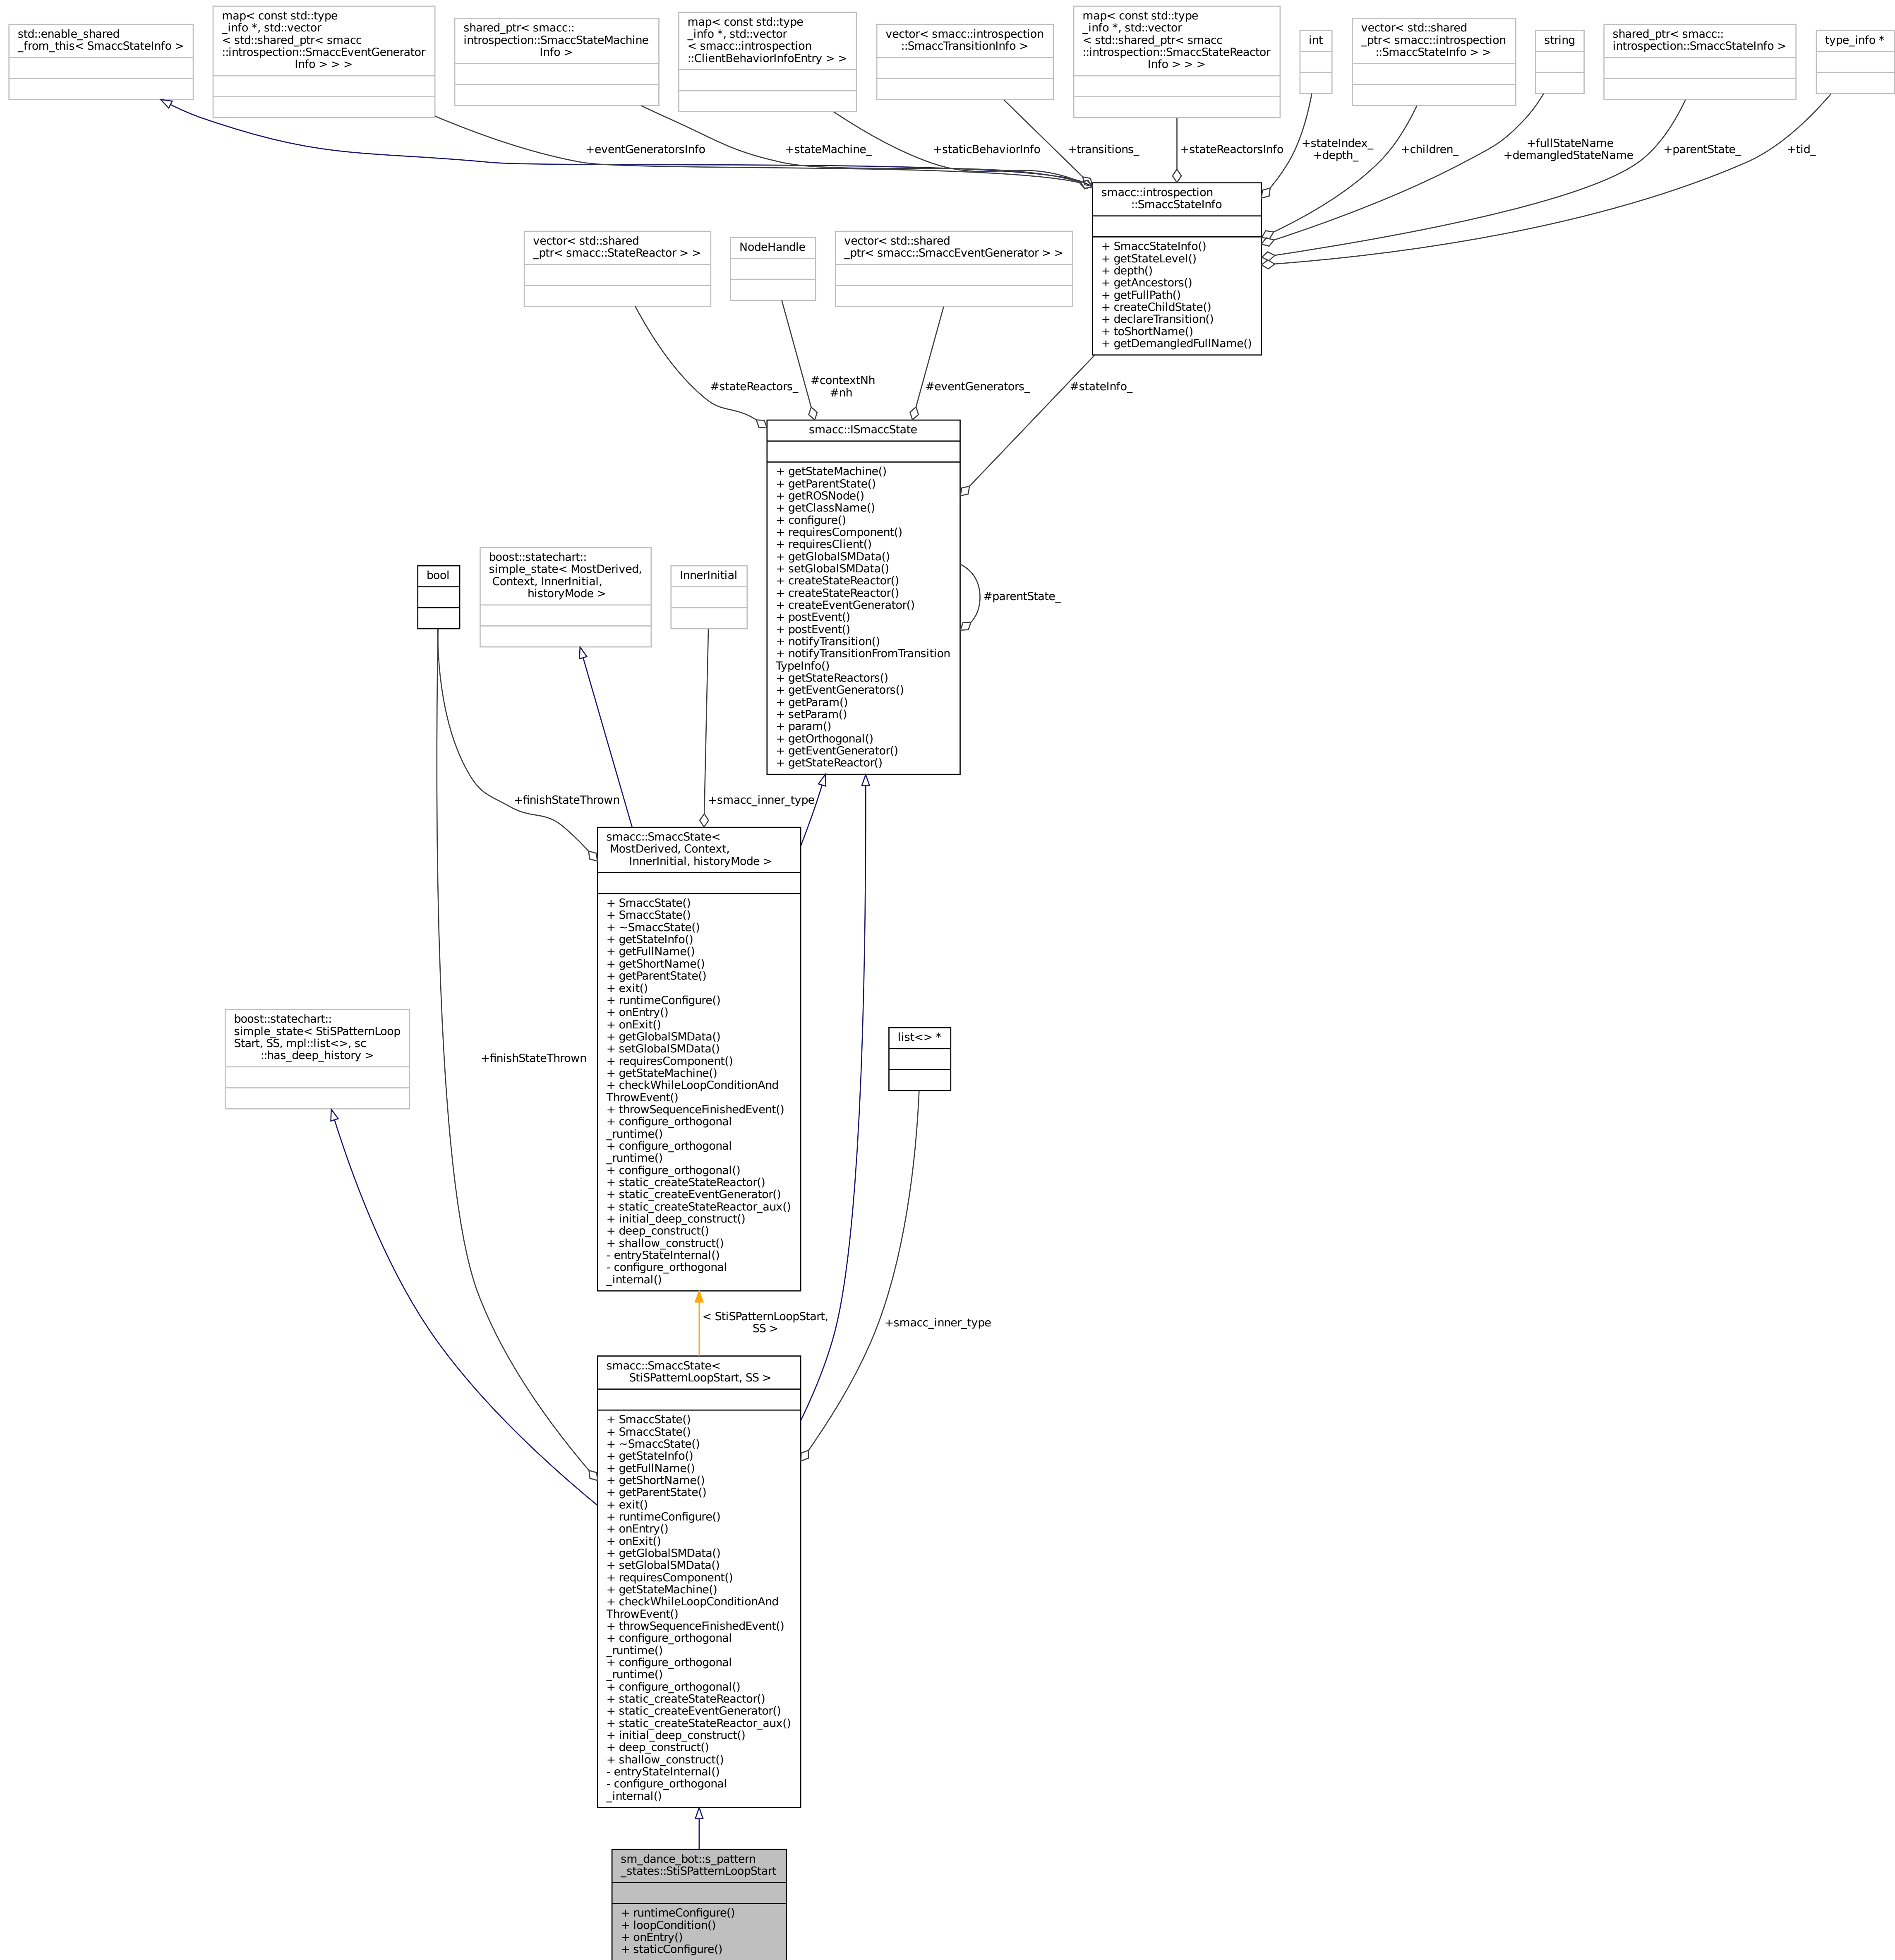 std::enable_shared
_from_this< SmaccStateInfo >
map< const std::type
_info *, std::vector
< std::shared_ptr< smacc
::introspection::SmaccEventGenerator
Info > > >
shared_ptr< smacc::
introspection::SmaccStateMachine
Info >
map< const std::type
_info *, std::vector
< smacc::introspection
::ClientBehaviorInfoEntry > >
vector< smacc::introspection
::SmaccTransitionInfo >
map< const std::type
_info *, std::vector
< std::shared_ptr< smacc
::introspection::SmaccStateReactor
Info > > >
int
vector< std::shared
_ptr< smacc::introspection
::SmaccStateInfo > >
string
shared_ptr< smacc::
introspection::SmaccStateInfo >
type_info *
+eventGeneratorsInfo
+stateMachine_
+staticBehaviorInfo
+transitions_
+stateReactorsInfo
+stateIndex_
+depth_
+children_
+fullStateName
+demangledStateName
+parentState_
+tid_
smacc::introspection
::SmaccStateInfo
+ SmaccStateInfo()
+ getStateLevel()
+ depth()
+ getAncestors()
+ getFullPath()
+ createChildState()
+ declareTransition()
+ toShortName()
+ getDemangledFullName()
vector< std::shared
_ptr< smacc::StateReactor > >
NodeHandle
vector< std::shared
_ptr< smacc::SmaccEventGenerator > >
#stateReactors_
#contextNh
#nh
#eventGenerators_
#stateInfo_
smacc::ISmaccState
+ getStateMachine()
+ getParentState()
+ getROSNode()
+ getClassName()
+ configure()
+ requiresComponent()
+ requiresClient()
+ getGlobalSMData()
+ setGlobalSMData()
+ createStateReactor()
+ createStateReactor()
+ createEventGenerator()
+ postEvent()
+ postEvent()
+ notifyTransition()
+ notifyTransitionFromTransition
TypeInfo()
+ getStateReactors()
+ getEventGenerators()
+ getParam()
+ setParam()
+ param()
+ getOrthogonal()
+ getEventGenerator()
+ getStateReactor()
#parentState_
bool
boost::statechart::
simple_state< MostDerived,
Context, InnerInitial,
historyMode >
InnerInitial
+finishStateThrown
+smacc_inner_type
smacc::SmaccState<
MostDerived, Context,
InnerInitial, historyMode >
+ SmaccState()
+ SmaccState()
+ ~SmaccState()
+ getStateInfo()
+ getFullName()
+ getShortName()
+ getParentState()
+ exit()
+ runtimeConfigure()
+ onEntry()
+ onExit()
+ getGlobalSMData()
+ setGlobalSMData()
+ requiresComponent()
+ getStateMachine()
+ checkWhileLoopConditionAnd
ThrowEvent()
+ throwSequenceFinishedEvent()
+ configure_orthogonal
_runtime()
+ configure_orthogonal
_runtime()
+ configure_orthogonal()
+ static_createStateReactor()
+ static_createEventGenerator()
+ static_createStateReactor_aux()
+ initial_deep_construct()
+ deep_construct()
+ shallow_construct()
- entryStateInternal()
- configure_orthogonal
_internal()
boost::statechart::
simple_state< StiSPatternLoop
Start, SS, mpl::list<>, sc
::has_deep_history >
+finishStateThrown
list<> *
< StiSPatternLoopStart,
SS >
+smacc_inner_type
smacc::SmaccState<
StiSPatternLoopStart, SS >
+ SmaccState()
+ SmaccState()
+ ~SmaccState()
+ getStateInfo()
+ getFullName()
+ getShortName()
+ getParentState()
+ exit()
+ runtimeConfigure()
+ onEntry()
+ onExit()
+ getGlobalSMData()
+ setGlobalSMData()
+ requiresComponent()
+ getStateMachine()
+ checkWhileLoopConditionAnd
ThrowEvent()
+ throwSequenceFinishedEvent()
+ configure_orthogonal
_runtime()
+ configure_orthogonal
_runtime()
+ configure_orthogonal()
+ static_createStateReactor()
+ static_createEventGenerator()
+ static_createStateReactor_aux()
+ initial_deep_construct()
+ deep_construct()
+ shallow_construct()
- entryStateInternal()
- configure_orthogonal
_internal()
sm_dance_bot::s_pattern
_states::StiSPatternLoopStart
+ runtimeConfigure()
+ loopCondition()
+ onEntry()
+ staticConfigure()